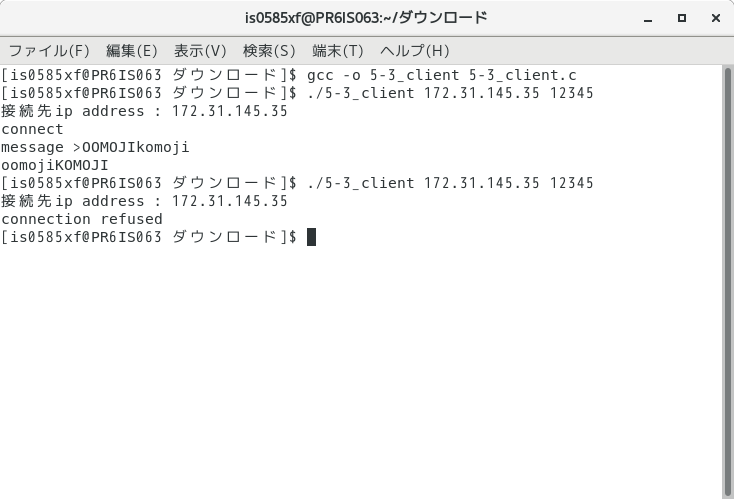 is0585xf@PR6IS063:~/ダウンロード
ファイル(F) 編集(E) 表示(V) 検索(S) 端末(T) ヘルプ(H)
[is0585xf@PR6IS063 ダウンロード]$ gcc -o 5-3_client 5-3_client.c
[is0585xf@PR6IS063 ダウンロード]$ ./5-3_client 172.31.145.35 12345
接続先ip address : 172.31.145.35
connect
message >OOMOJIkomoji
oomojiKOMOJI
[is0585xf@PR6IS063 ダウンロード]$ ./5-3_client 172.31.145.35 12345
接続先ip address : 172.31.145.35
connection refused
[is0585xf@PR6IS063 ダウンロード]$